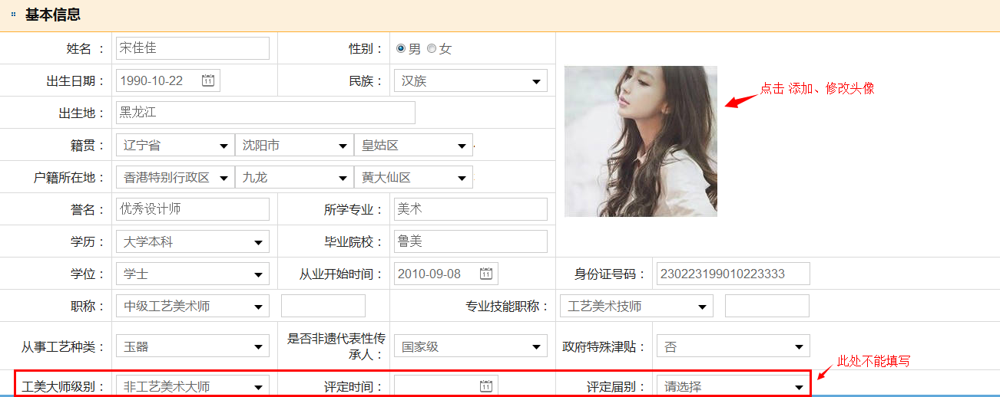 基本信息
姓名 ： 宋佳佳 性别： 男 女
出生日期： 1990-10-22 11 民族： 汉族
点击 添加、修改头像
出生地： 黑龙江
籍贯： 辽宁省 沈阳市 皇姑区
户籍所在地： 香港特别行政区 九龙 黄大仙区
誉名： 优秀设计师 所学专业： 美术
学历： 大学本科 毕业院校： 鲁美
学位： 学士 从业开始时间： 2010-09-08 11 身份证号码： 230223199010223333
职称： 中级工艺美术师 专业技能职称： 工艺美术技师
从事工艺种类： 玉器 是否非遗代表性传
承人： 国家级 政府特殊津贴： 否
此处不能填写
工美大师级别： 非工艺美术大师 评定时间： 11 评定届别： 请选择